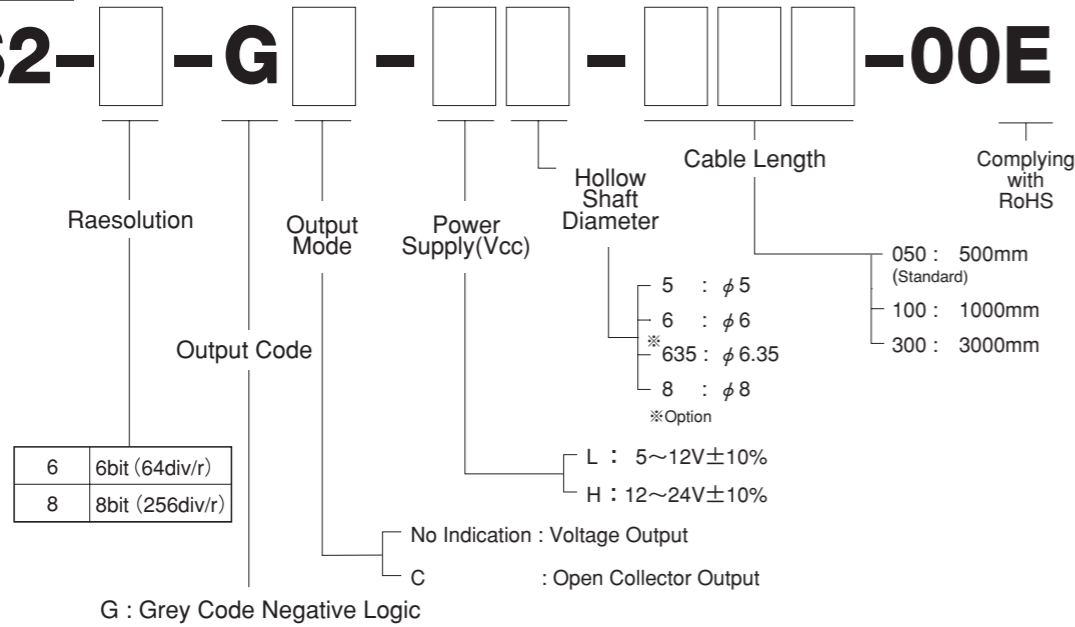 2- -G - - -00E
Raesolution
Output
Mode
Power
Supply(Vcc)
Hollow
Shaft
Diameter
Cable Length
Complying
with
RoHS
050 : 500mm
(Standard)
100 : 1000mm
300 : 3000mm
5 : φ5
6 : φ6
※
635 : φ6.35
8 : φ8
※Option
Output Code
L : 5～12V±10%
H : 12～24V±10%
6 6bit (64div/r)
8 8bit (256div/r)
No Indication : Voltage Output
C : Open Collector Output
G : Grey Code Negative Logic